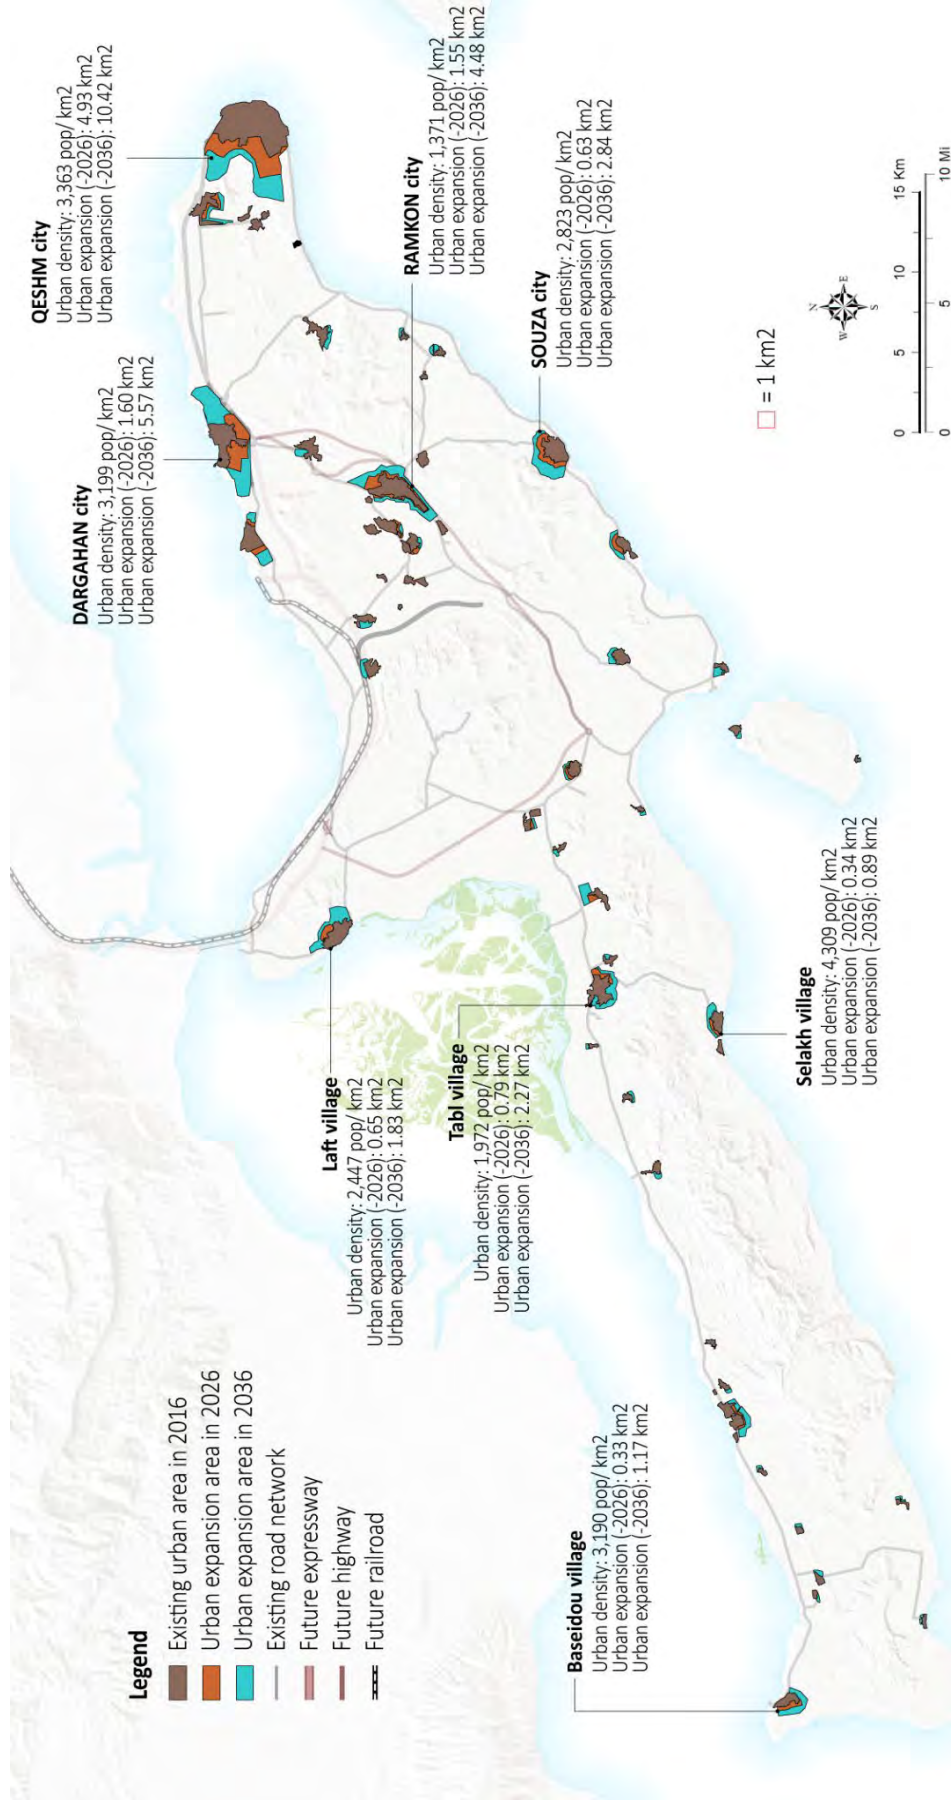 QESHM city
Urban density: 3,363 pop/ km2
Urban expansion (-2026): 4.93 km2
Urban expansion (-2036): 10.42 km2
DARGAHAN city
Urban density: 3,199 pop/ km2
Urban expansion (-2026): 1.60 km2
Urban expansion (-2036): 5.57 km2
RAMKON city
Urban density: 1,371 pop/ km2
Urban expansion (-2026): 1.55 km2
Urban expansion (-2036): 4.48 km2
SOUZA city
Urban density: 2,823 pop/ km2
Urban expansion (-2026): 0.63 km2
Urban expansion (-2036): 2.84 km2
Laft village
Urban density: 2,447 pop/ km2
Urban expansion (-2026): 0.65 km2
Urban expansion (-2036): 1.83 km2
Tabl village
Urban density: 1,972 pop/ km2
Urban expansion (-2026): 0.79 km2
Urban expansion (-2036): 2.27 km2
Selakh village
Urban density: 4,309 pop/ km2
Urban expansion (-2026): 0.34 km2
Urban expansion (-2036): 0.89 km2
Baseidou village
Urban density: 3,190 pop/ km2
Urban expansion (-2026): 0.33 km2
Urban expansion (-2036): 1.17 km2
Legend
Existing urban area in 2016
Urban expansion area in 2026
Urban expansion area in 2036
Existing road network
Future expressway
Future highway
Future railroad
= 1 km2
N
W E
S
0 5 10 15 Km
0 5 10 Mi